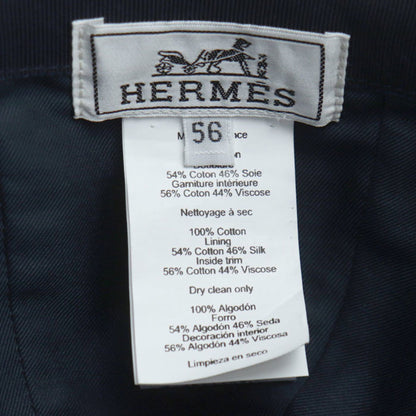 HERMES
56
54% Coton 46% Soie
Garniture intérieure
56% Coton 44% Viscose
Nettoyage à sec
100% Cotton
Lining
54% Cotton 46% Silk
Inside trim
56% Cotton 44% Viscose
Dry clean only
100% Algodón
Forro
54% Algodón 46% Seda
Decoración interior
56% Algodón 44% Viscose
Limpieza en seco